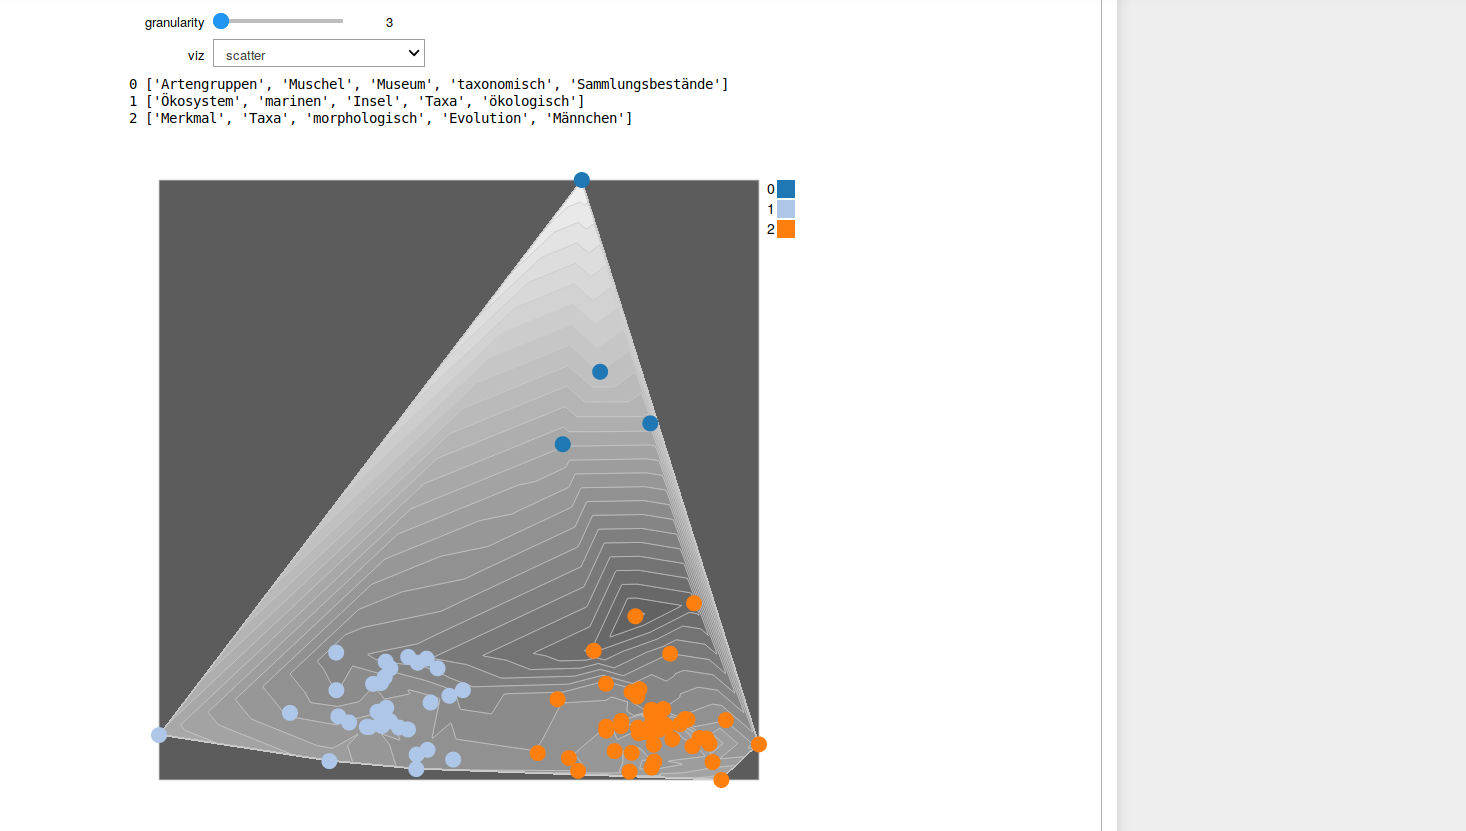 granularity 3
viz scatter
0 ['Artengruppen', 'Muschel', 'Museum', 'taxonomisch', 'Sammlungsbestände']
1 ['Ökosystem', 'marinen', 'Insel', 'Taxa', 'ökologisch']
2 ['Merkmal', 'Taxa', 'morphologisch', 'Evolution', 'Männchen']
0
1
2